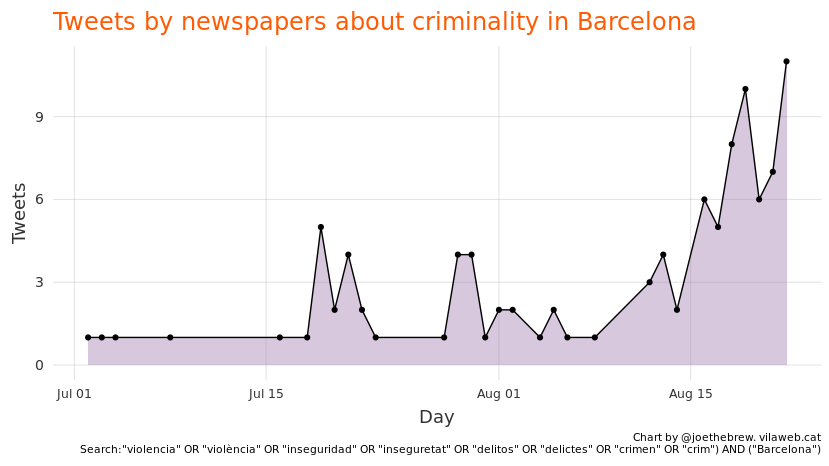 Tweets by newspapers about criminality in Barcelona
9
6
3
0
Tweets
Jul 01
Jul 15
Aug 01
Aug 15
Day
Chart by @joethebrew. vilaweb.cat
Search:"violencia" OR "violència" OR "inseguridad" OR "inseguretat" OR "delitos" OR "delictes" OR "crimen" OR "crim") AND ("Barcelona")